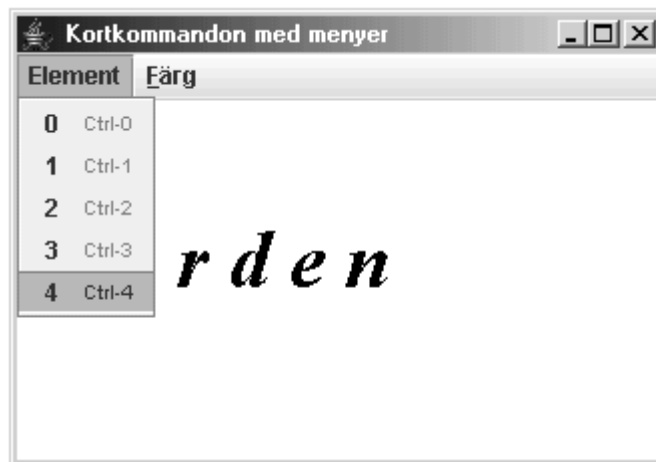 Kortkommandon med menyer
Element Färg
0 Ctrl-0
1 Ctrl-1
2 Ctrl-2
3 Ctrl-3
4 Ctrl-4
r d e n